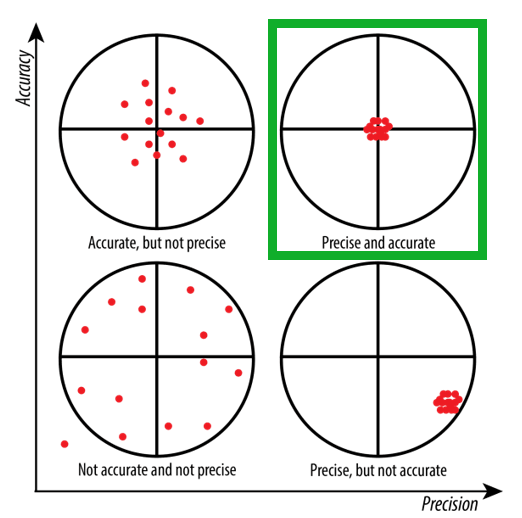 Accuracy
Accurate, but not precise
Precise and accurate
Not accurate and not precise
Precise, but not accurate
Precision